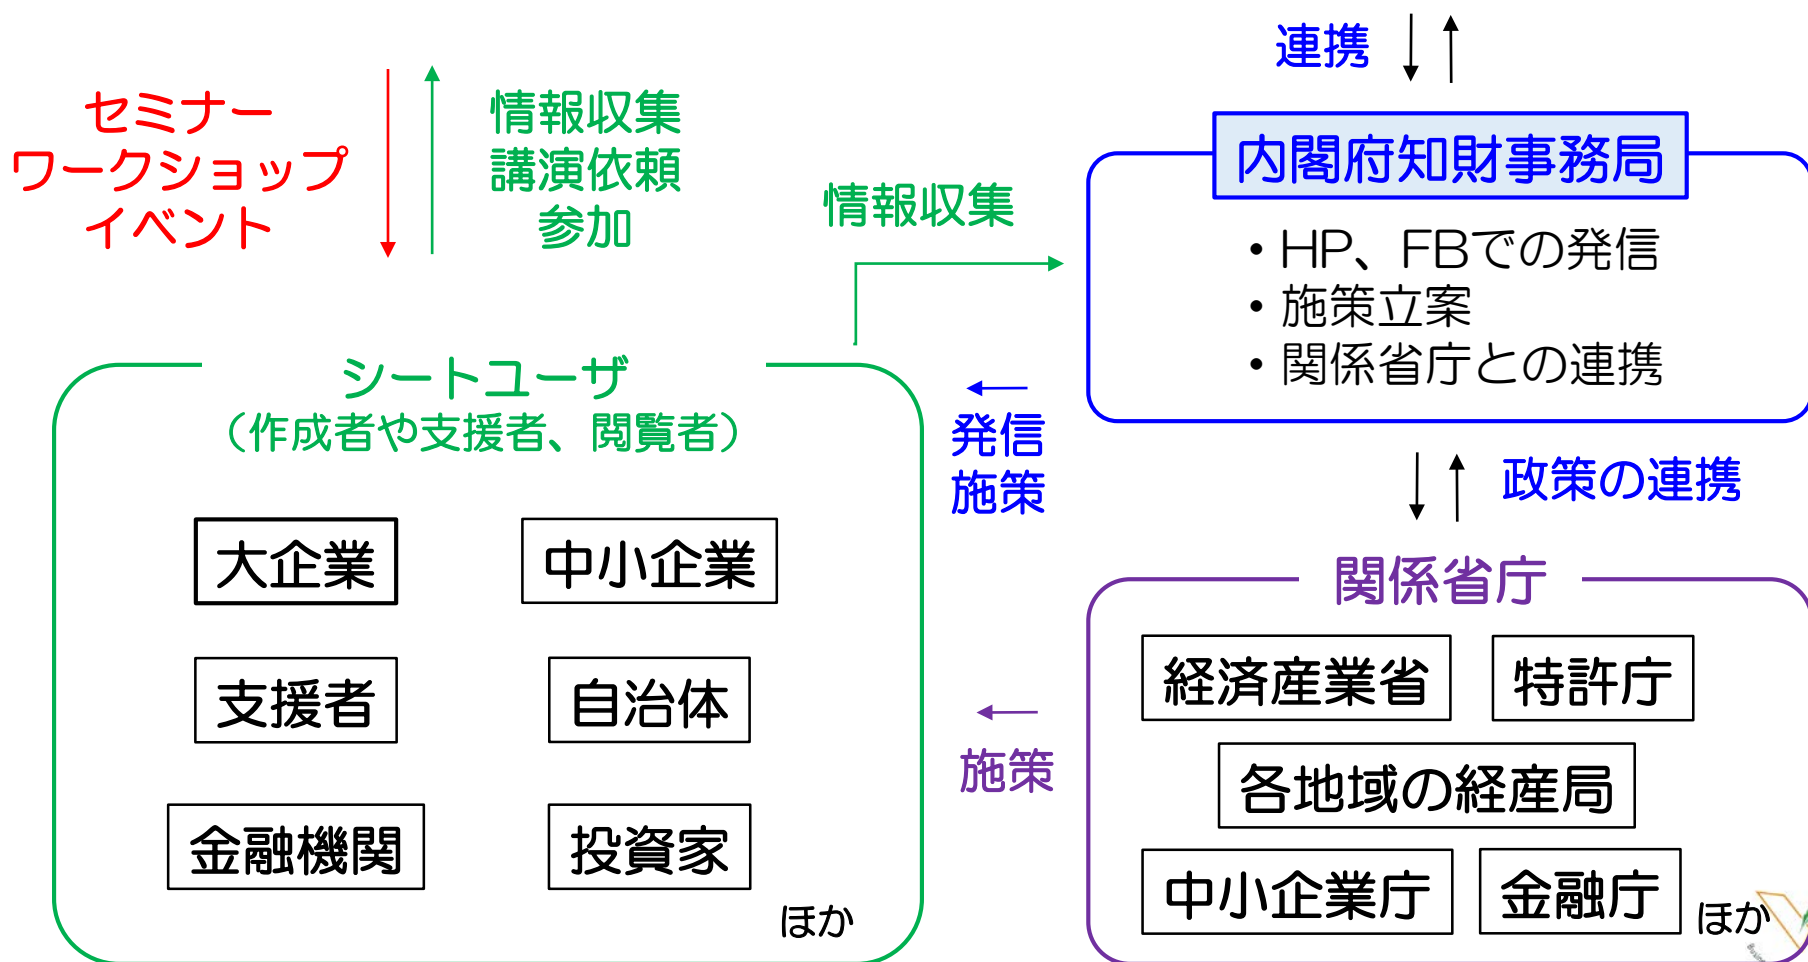 連携
セミナー
ワークショップ
イベント
情報収集
講演依頼
参加
情報収集
内閣府知財事務局
・HP、FBでの発信
・施策立案
・関係省庁との連携
シートユーザ
（作成者や支援者、閲覧者）
発信
施策
政策の連携
大企業
中小企業
支援者
自治体
金融機関
投資家
ほか
施策
関係省庁
経済産業省
特許庁
各地域の経産局
中小企業庁
金融庁
ほか